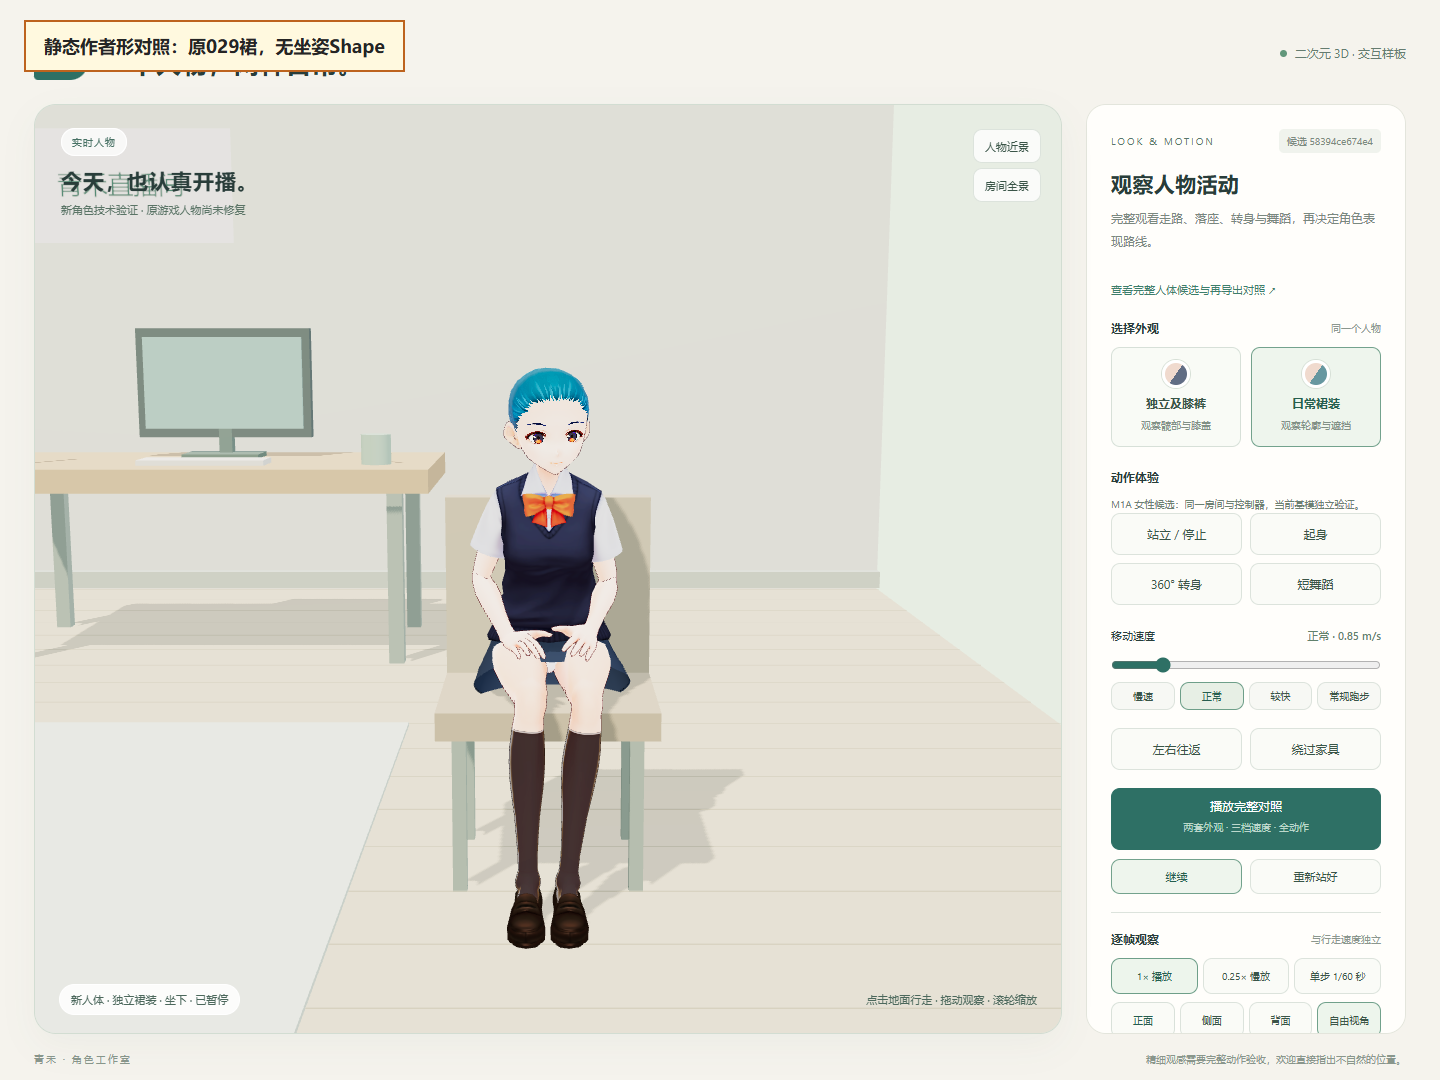 静态作者形对照：原029裙，无坐姿Shape
二次元 3D · 交互样板
实时人物
今天，也认真开播。
新角色技术验证 · 原游戏人物尚未修复
人物近景
房间全景
LOOK & MOTION
候选 58394ce674e4
观察人物活动
完整观看走路、落座、转身与舞蹈，再决定角色表
现路线。
查看完整人体候选与再导出对照 ↗
选择外观
同一个人物
独立及膝裤
观察髋部与膝盖
日常裙装
观察轮廓与遮挡
动作体验
M1A 女性候选：同一房间与控制器，当前基模独立验证。
站立 / 停止
起身
360° 转身
短舞蹈
移动速度
正常 · 0.85 m/s
慢速
正常
较快
常规跑步
左右往返
绕过家具
播放完整对照
两套外观 · 三档速度 · 全动作
继续
重新站好
逐帧观察
与行走速度独立
1× 播放
0.25× 慢放
单步 1/60 秒
正面
侧面
背面
自由视角
新人体 · 独立裙装 · 坐下 · 已暂停
点击地面行走 · 拖动观察 · 滚轮缩放
青禾 · 角色工作室
精细观感需要完整动作验收，欢迎直接指出不自然的位置。